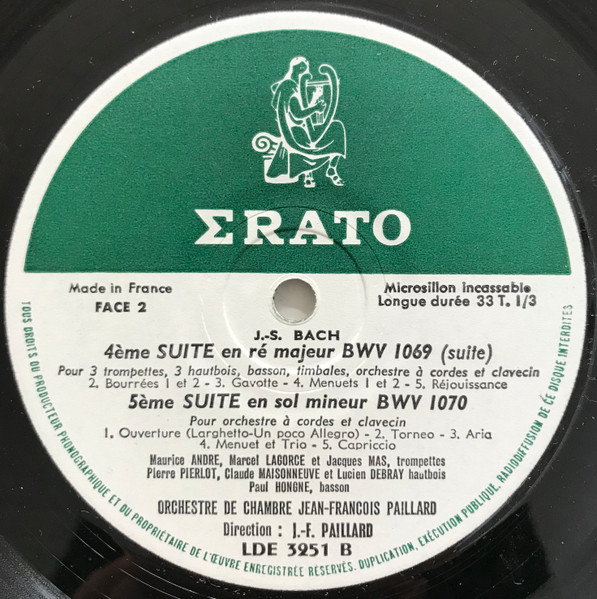 ΣRATO
Made in France
FACE 2
Microsillon incassable
Longue durée 33 T. 1/3
J.-S. BACH
4ème SUITE en ré majeur BWV 1069 (suite)
Pour 3 trompettes, 3 hautbois, basson, timbales, orchestre à cordes et clavecin
2. Bourrées 1 et 2 - 3. Gavotte - 4. Menuets 1 et 2 - 5. Réjouissance
5ème SUITE en sol mineur BWV 1070
Pour orchestre à cordes et clavecin
1. Ouverture (Larghetto-Un poco Allegro) - 2. Torneo - 3. Aria
4. Menuet et Trio - 5. Capriccio
Maurice ANDRE, Marcel LAGORCE et Jacques MAS, trompettes
Pierre PIERLOT, Claude MAISONNEUVE et Lucien DEBRAY hautbois
Paul HONGNE, basson
ORCHESTRE DE CHAMBRE JEAN-FRANCOIS PAILLARD
Direction : J.-F. PAILLARD
LDE 3251 B
TOUS DROITS DU PRODUCTEUR PHONOGRAPHIQUE ET DU PROPRIÉTAIRE DE L'ŒUVRE ENREGISTRÉE RÉSERVÉS. DUPLICATION, EXÉCUTION PUBLIQUE, RADIODIFFUSION DE CE DISQUE INTERDITES